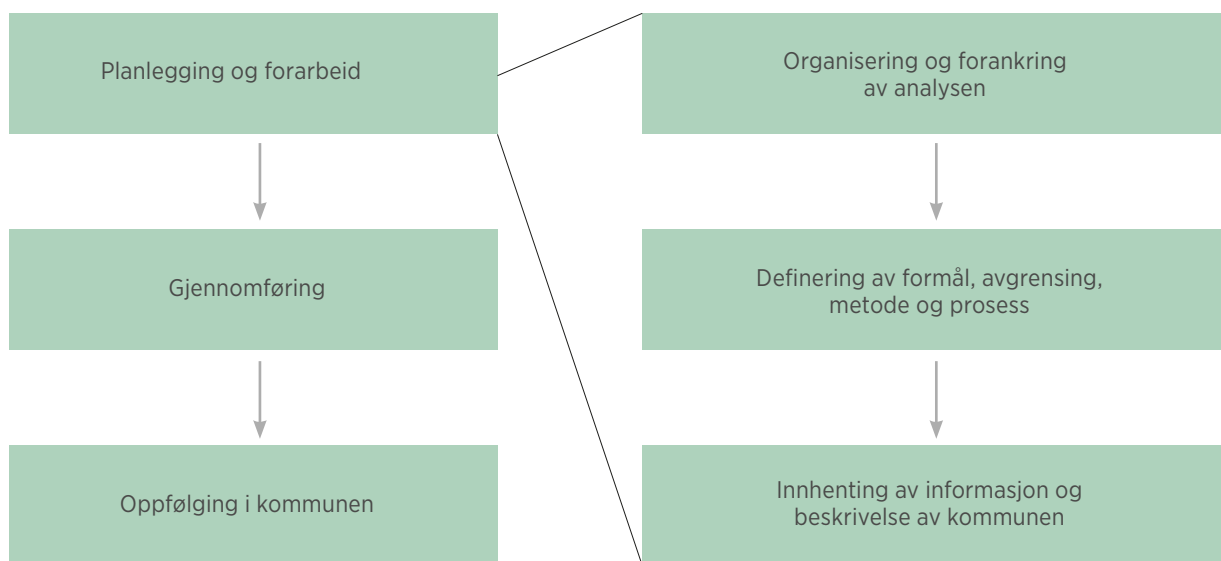 Planlegging og forarbeid
Gjennomføring
Oppfølging i kommunen
Organisering og forankring
av analysen
Definering av formål, avgrensing,
metode og prosess
Innhenting av informasjon og
beskrivelse av kommunen